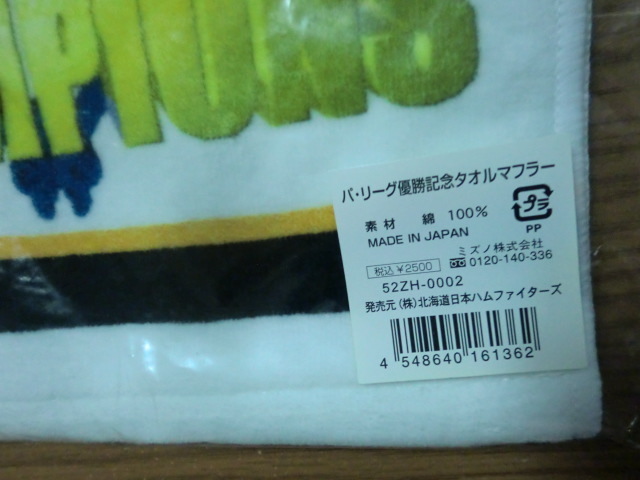 MPIONS
パ・リーグ優勝記念タオルマフラー
素材 綿 100%
MADE IN JAPAN
プラ
PP
ミズノ株式会社
税込 ¥2500
0120-140-336
52ZH-0002
発売元 (株)北海道日本ハムファイターズ
4 548640 161362